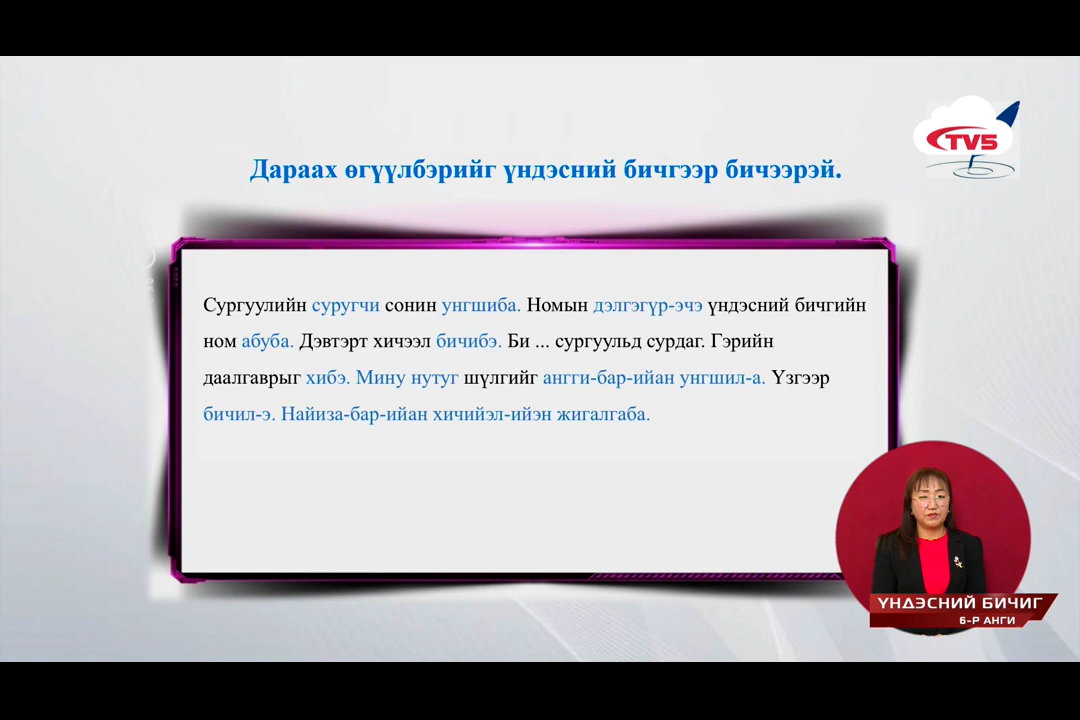 TV5
Дараах өгүүлбэрийг үндэсний бичгээр бичээрэй.
Сургуулийн суругчи сонин унгшиба. Номын дэлгэгүр-эчэ үндэсний бичгийн
ном абуба. Дэвтэрт хичээл бичибэ. Би ... сургуульд сурдаг. Гэрийн
даалгаврыг хибэ. Мину нутуг шүлгийг ангги-бар-ийан унгшил-а. Үзгээр
бичил-э. Найиза-бар-ийан хичийэл-ийэн жигалгаба.
ҮНДЭСНИЙ БИЧИГ
6-Р АНГИ